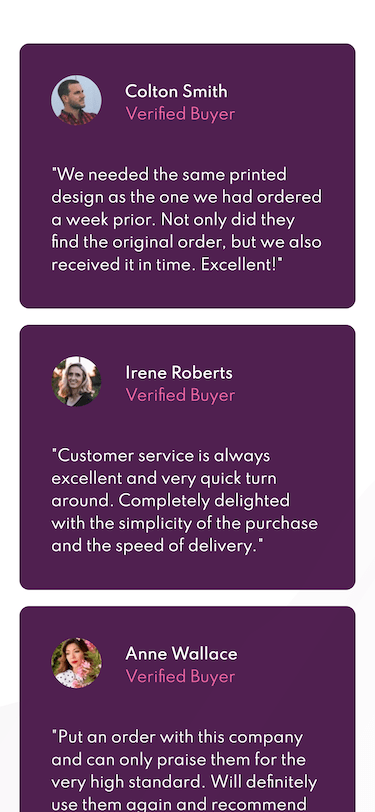 Colton Smith
Verified Buyer
"We needed the same printed
design as the one we had ordered
a week prior. Not only did they
find the original order, but we also
received it in time. Excellent!"
Irene Roberts
Verified Buyer
"Customer service is always
excellent and very quick turn
around. Completely delighted
with the simplicity of the purchase
and the speed of delivery."
Anne Wallace
Verified Buyer
"Put an order with this company
and can only praise them for the
very high standard. Will definitely
use them again and recommend